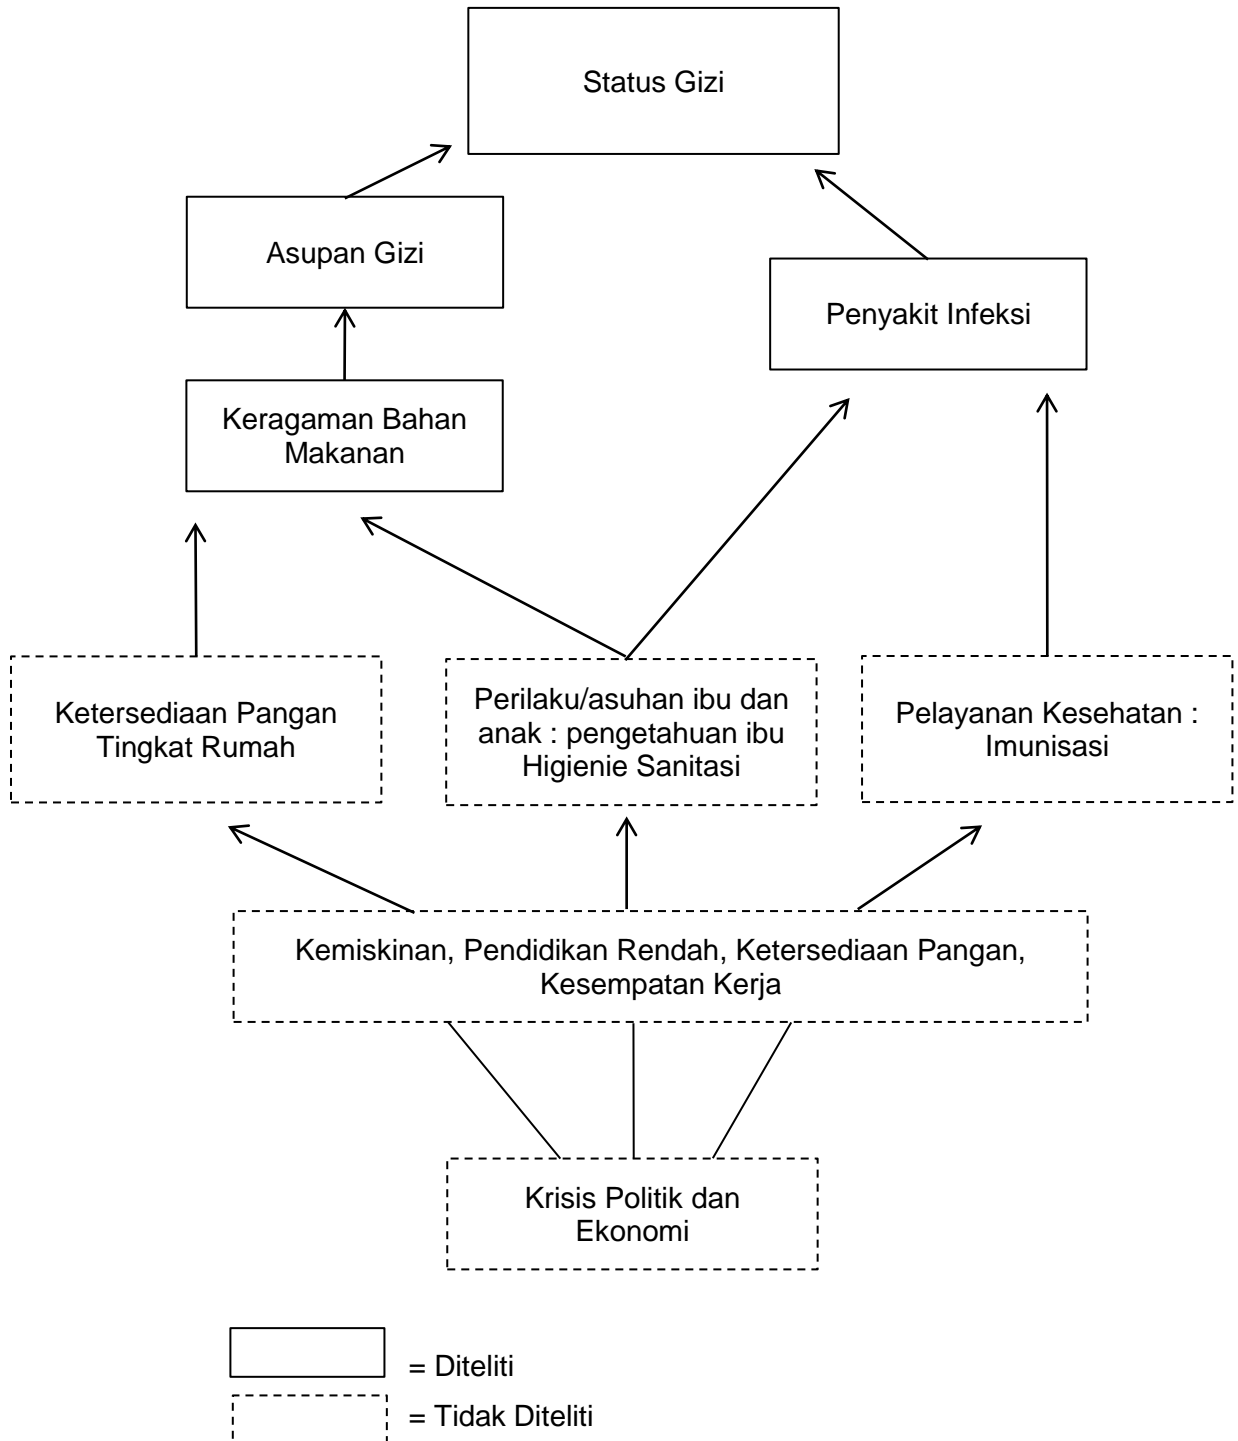 Status Gizi
Asupan Gizi
Penyakit Infeksi
Keragaman Bahan
Makanan
Ketersediaan Pangan
Tingkat Rumah
Perilaku/asuhan ibu dan
anak : pengetahuan ibu
Higienie Sanitasi
Pelayanan Kesehatan :
Imunisasi
Kemiskinan, Pendidikan Rendah, Ketersediaan Pangan,
Kesempatan Kerja
Krisis Politik dan
Ekonomi
= Diteliti
= Tidak Diteliti